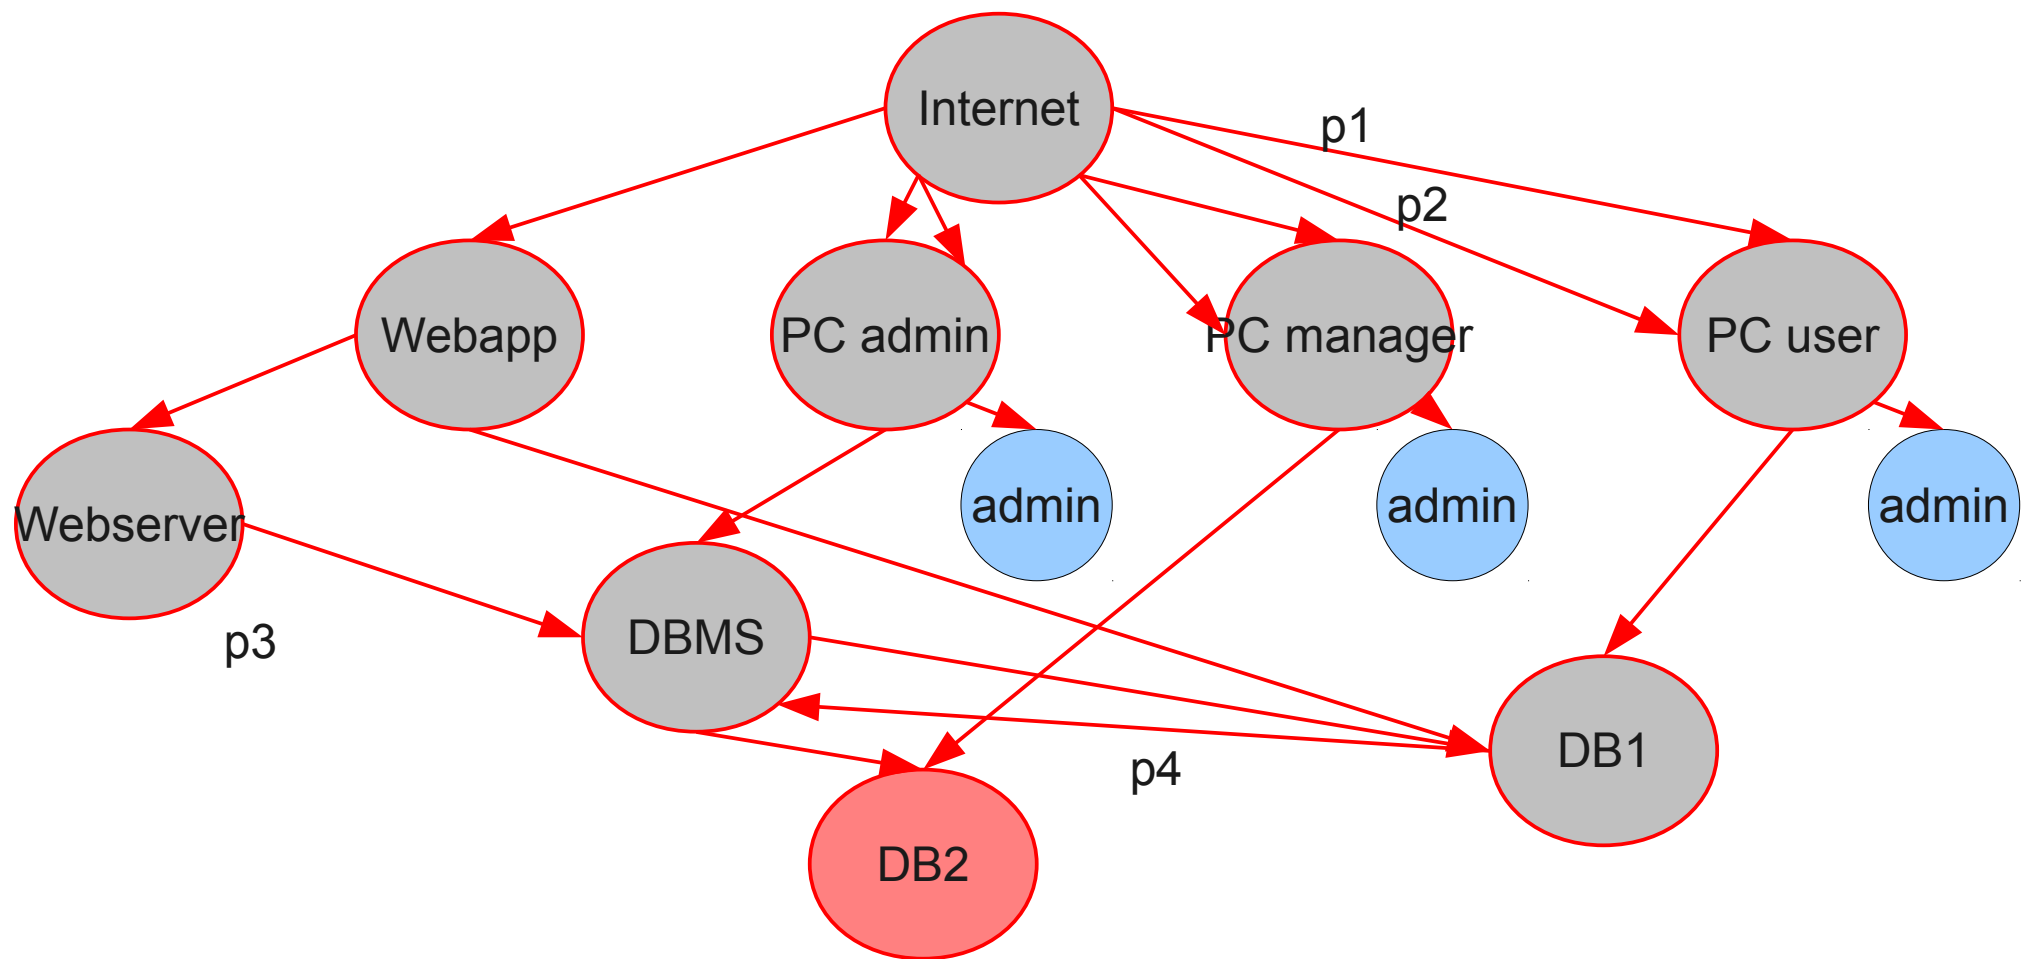 Internet
p1
p2
Webapp
PC admin
PC manager
PC user
Webserver
admin
admin
admin
p3
DBMS
p4
DB1
DB2